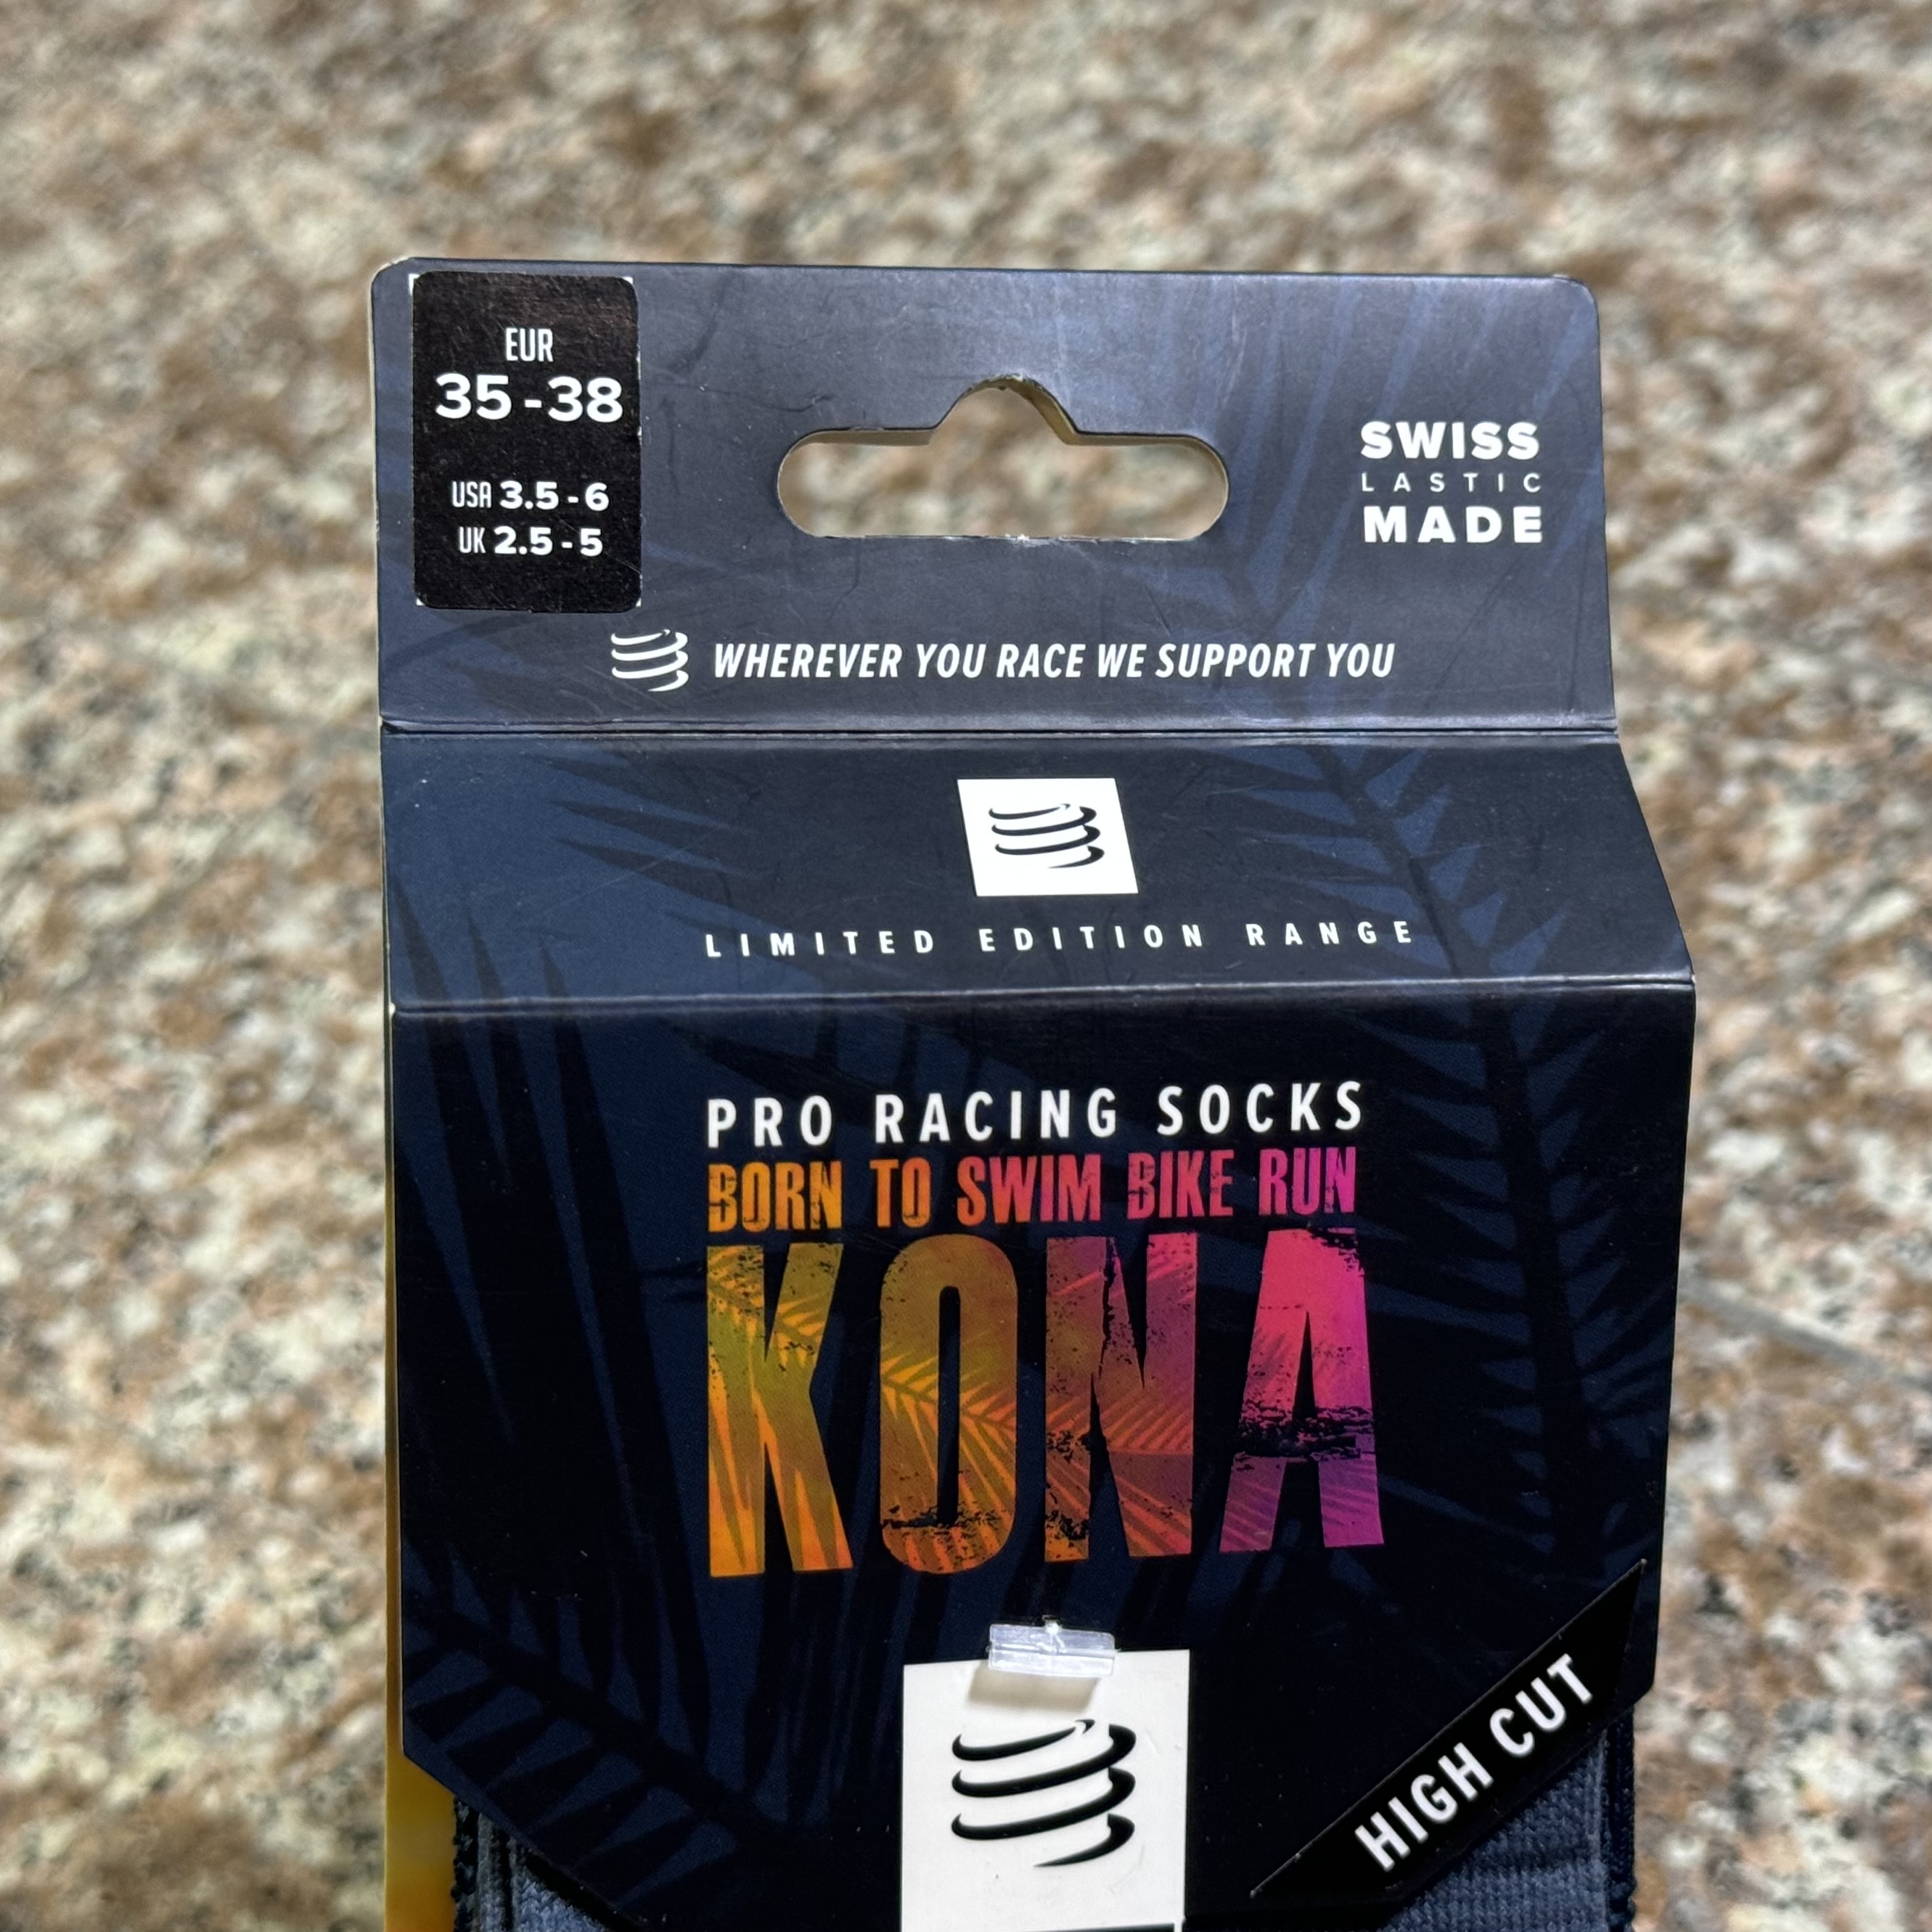 EUR
35 - 38
USA 3.5 - 6
UK 2.5 - 5
SWISS
LASTIC
MADE
WHEREVER YOU RACE WE SUPPORT YOU
LIMITED EDITION RANGE
PRO RACING SOCKS
BORN TO SWIM BIKE RUN
KONA
HIGH CUT